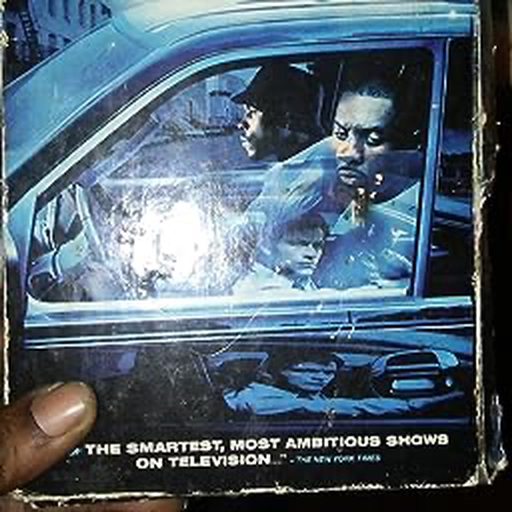 THE SMARTEST, MOST AMBITIOUS SHOWS
ON TELEVISION..." - THE NEW YORK TIMES